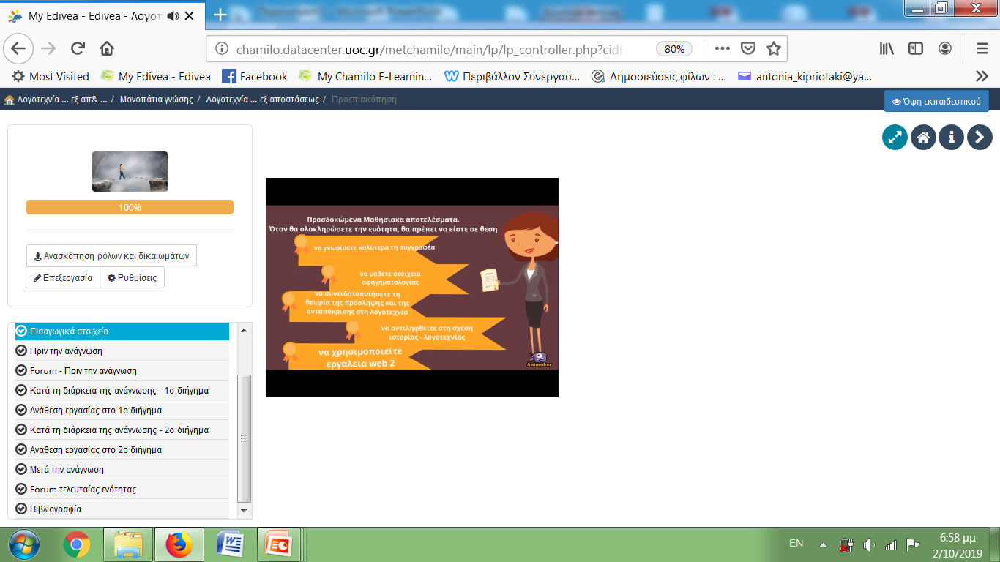 My Edivea - Edivea - Λογοτ
chamilo.datacenter.uoc.gr/metchamilo/main/lp/lp_controller.php?cid
80%
Most Visited
My Edivea - Edivea
Facebook
My Chamilo E-Learnin...
Περιβάλλον Συνεργασ...
Δημοσιεύσεις φίλων : ...
antonia_kipriotaki@ya...
Λογοτεχνία ... εξ απ& ... / Μονοπάτια γνώσης / Λογοτεχνία ... εξ αποστάσεως / Προεπισκόπηση
Όψη εκπαιδευτικού
100%
Ανασκόπηση ρόλων και δικαιωμάτων
Επεξεργασία
Ρυθμίσεις
Εισαγωγικά στοιχεία
Πριν την ανάγνωση
Forum - Πριν την ανάγνωση
Κατά τη διάρκεια της ανάγνωσης - 1ο διήγημα
Ανάθεση εργασίας στο 1ο διήγημα
Κατά τη διάρκεια της ανάγνωσης - 2ο διήγημα
Αναθεση εργασίας στο 2ο διήγημα
Μετά την ανάγνωση
Forum τελευταίας ενότητας
Βιβλιογραφία
Προσδοκώμενα Μαθησιακα αποτελέσματα.
Όταν θα ολοκληρώσετε την ενότητα, θα πρέπει να είστε σε θεση
να γνωρίσετε καλύτερα τη συγγραφέα
να μαθετε στοιχεια
αφηγηματολογίας
να συνειδητοποιήσετε τη
θεωρία της πρόσληψης και της
ανταπόκρισης στη λογοτεχνία
να αντιληφθειτε στη σχέση
ιστορίας - λογοτεχνίας
να χρησιμοποιείτε
εργαλεια web 2
Animaker
EN
6:58 μμ
2/10/2019